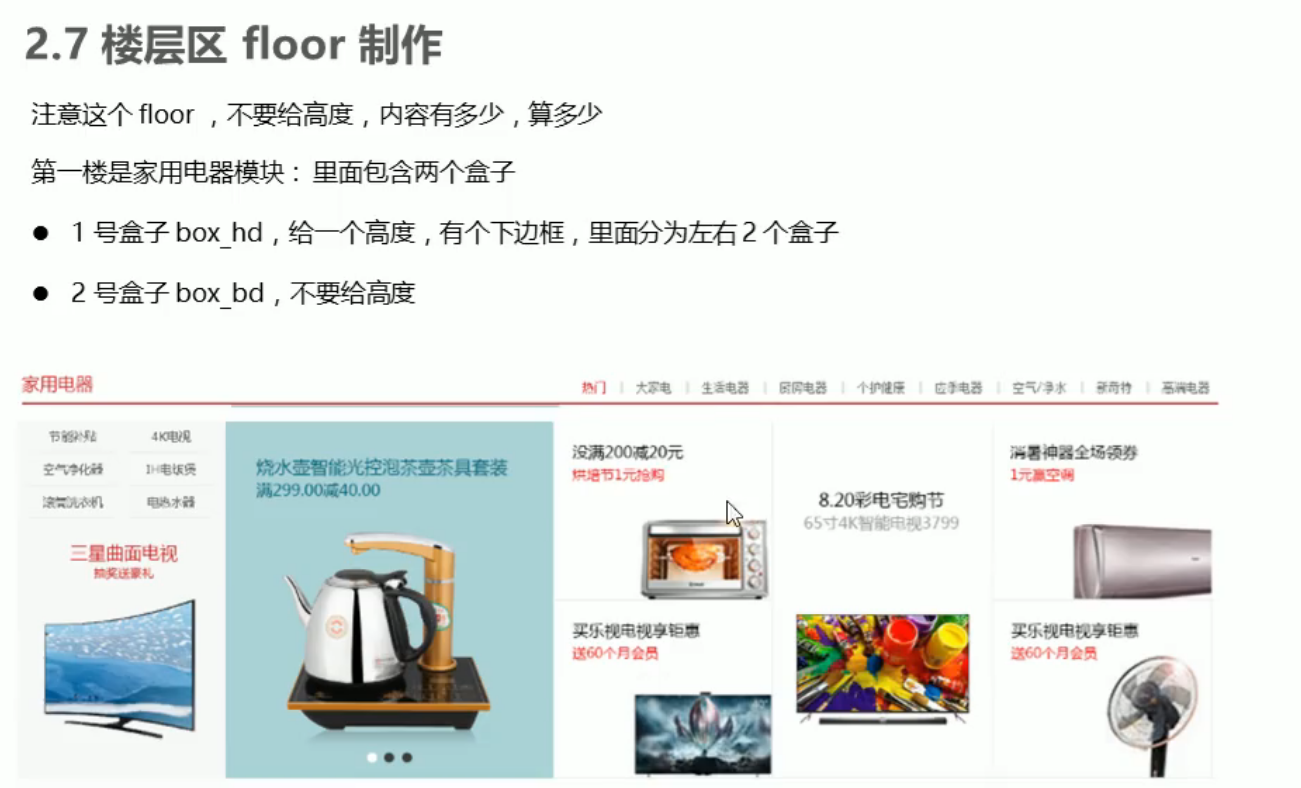 2.7 楼层区 floor 制作
注意这个 floor ，不要给高度，内容有多少，算多少
第一楼是家用电器模块： 里面包含两个盒子
● 1 号盒子 box_hd，给一个高度，有个下边框，里面分为左右 2 个盒子
● 2 号盒子 box_bd，不要给高度
家用电器
热门 | 大家电 | 生活电器 | 厨房电器 | 个护健康 | 应季电器 | 空气/净水 | 新奇特 | 高端电器
节能补贴 4K电视
空气净化器 IH电饭煲
滚筒洗衣机 电热水器
三星曲面电视
抽奖送豪礼
烧水壶智能光控泡茶壶茶具套装
满299.00减40.00
没满200减20元
烘焙节1元抢购
8.20彩电宅购节
65寸4K智能电视3799
消暑神器全场领券
1元赢空调
买乐视电视享钜惠
送60个月会员
买乐视电视享钜惠
送60个月会员